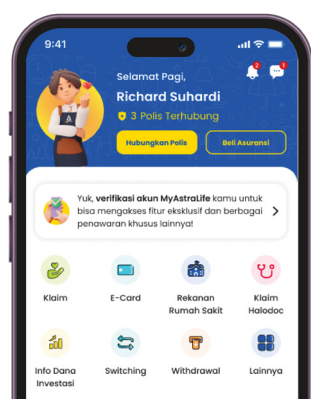 9:41
2
9
Selamat Pagi,
Richard Suhardi
3 Polis Terhubung
Hubungkan Polis
Beli Asuransi
Yuk, verifikasi akun MyAstraLife kamu untuk
bisa mengakses fitur eksklusif dan berbagai
penawaran khusus lainnya!
Klaim
E-Card
Rekanan
Rumah Sakit
Klaim
Halodoc
Info Dana
Investasi
Switching
Withdrawal
Lainnya